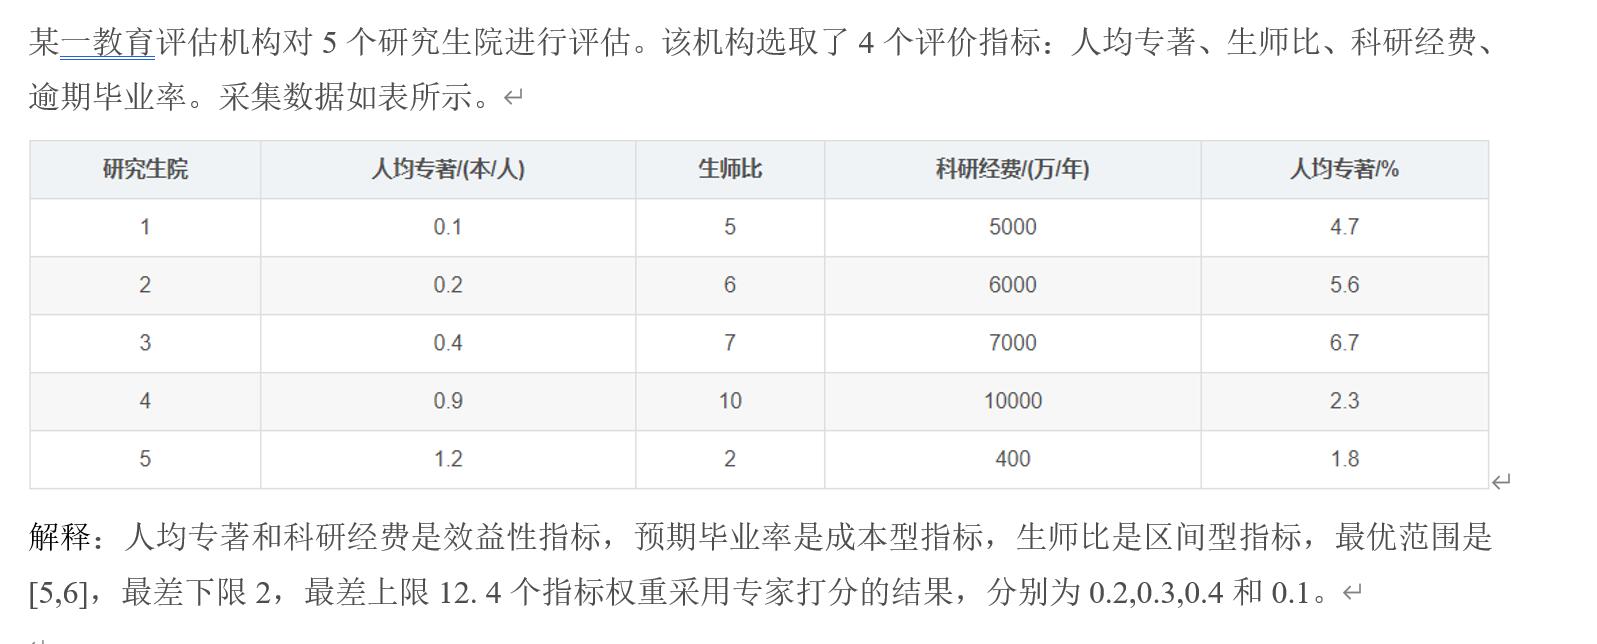 某一教育评估机构对 5 个研究生院进行评估。该机构选取了 4 个评价指标：人均专著、生师比、科研经费、
逾期毕业率。采集数据如表所示。↵
研究生院 人均专著/(本/人) 生师比 科研经费/(万/年) 人均专著/%
1 0.1 5 5000 4.7
2 0.2 6 6000 5.6
3 0.4 7 7000 6.7
4 0.9 10 10000 2.3
5 1.2 2 400 1.8
↵
解释：人均专著和科研经费是效益性指标，预期毕业率是成本型指标，生师比是区间型指标，最优范围是
[5,6]，最差下限 2，最差上限 12. 4 个指标权重采用专家打分的结果，分别为 0.2,0.3,0.4 和 0.1。↵